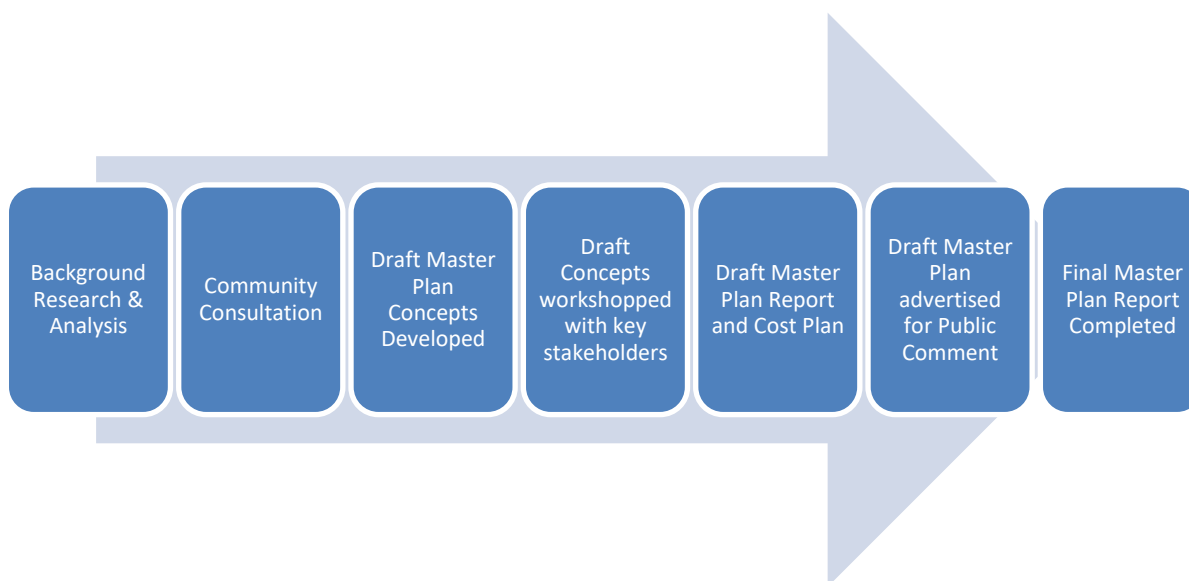 Background
Research &
Analysis
Community
Consultation
Draft Master
Plan
Concepts
Developed
Draft
Concepts
workshopped
with key
stakeholders
Draft Master
Plan Report
and Cost Plan
Draft Master
Plan
advertised
for Public
Comment
Final Master
Plan Report
Completed